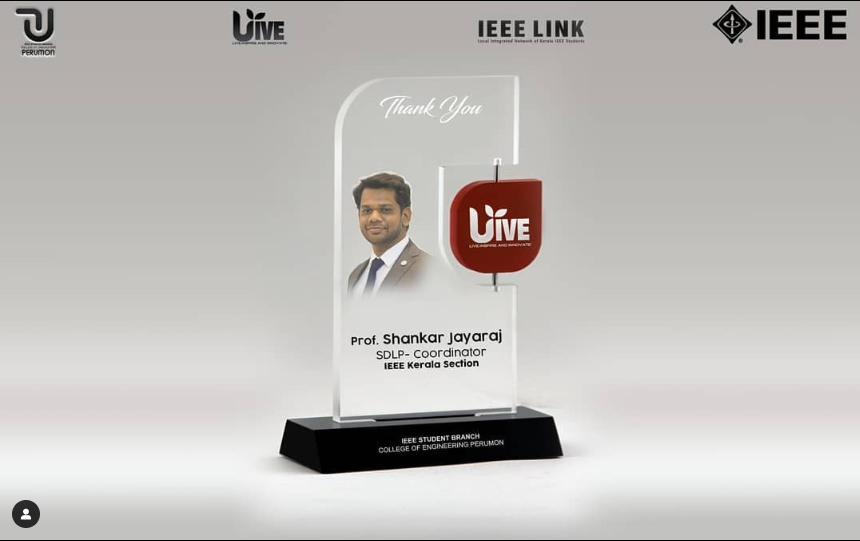 PERUMON
UIVE
LIVE,INSPIRE AND INNOVATE
IEEE LINK
Local Integrated Network of Kerala IEEE Students
IEEE
Thank You
UIVE
LIVE,INSPIRE AND INNOVATE
Prof. Shankar Jayaraj
SDLP- Coordinator
IEEE Kerala Section
IEEE STUDENT BRANCH
COLLEGE OF ENGINEERING PERUMON